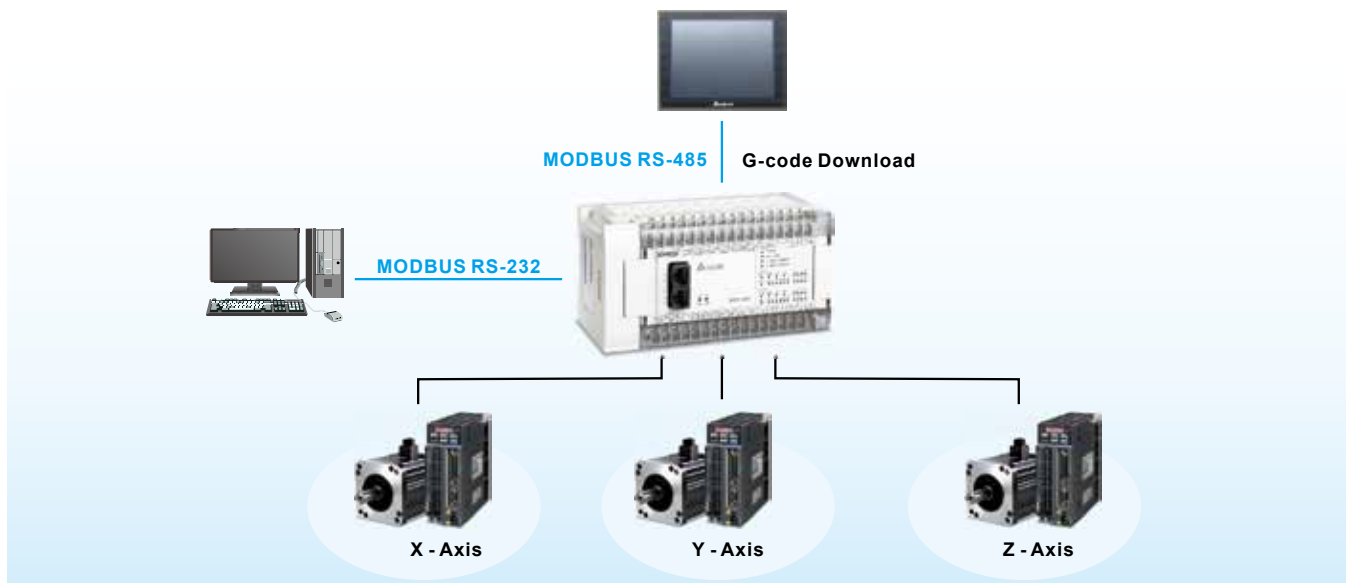 MODBUS RS-485
G-code Download
MODBUS RS-232
X - Axis
Y - Axis
Z - Axis